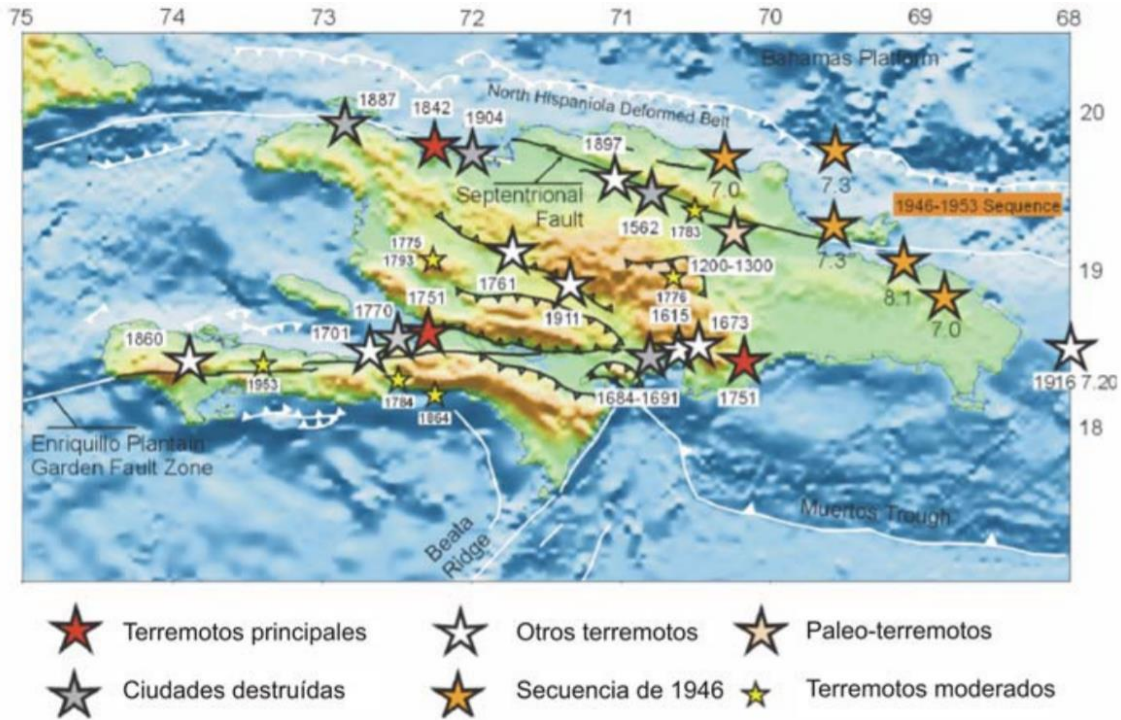 75 74 73 72 71 70 69 68
Bahamas Platform
1887
1842
North Hispaniola Deformed Belt
1904
20
1897
Septentrional
Fault
7.0
7.3
1946-1953 Sequence
1562
1783
7.3
1775
1793
1200-1300
19
1761
1776
8.1
1751
1770
1911
1615
1673
7.0
1701
1860
1953
1784
1864
1684-1691
1751
1916 7.20
18
Enriquillo Plantain
Garden Fault Zone
Beata
Ridge
Muertos Trough
Terremotos principales
Otros terremotos
Paleo-terremotos
Ciudades destruídas
Secuencia de 1946
Terremotos moderados